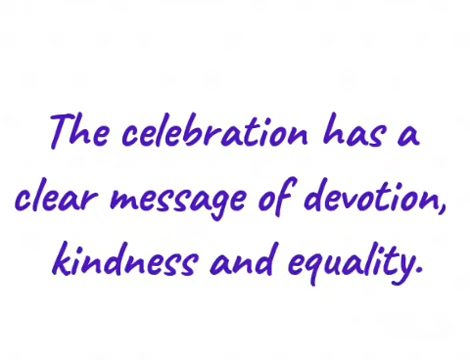 The celebration has a
clear message of devotion,
kindness and equality.